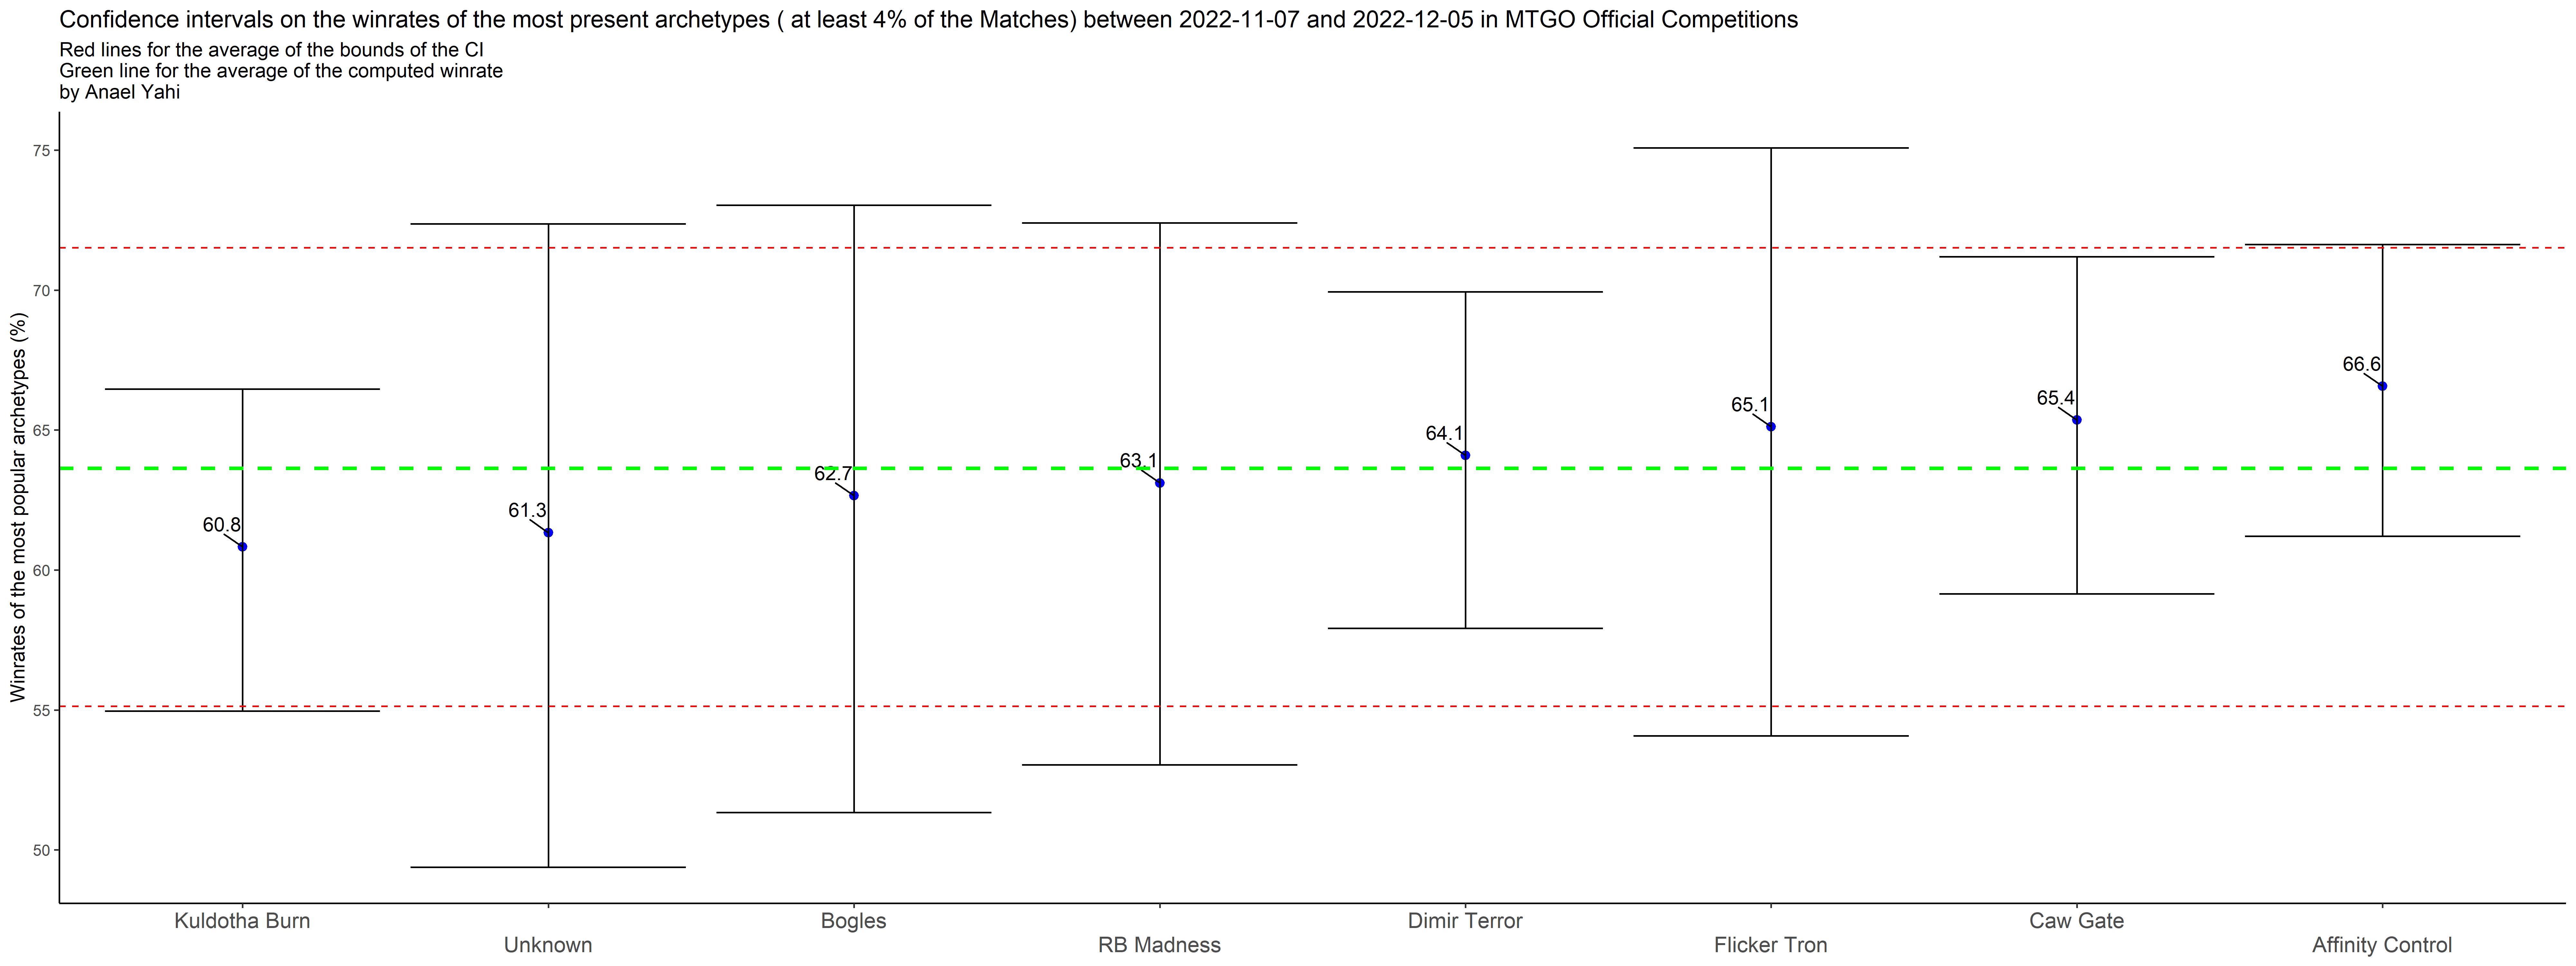 Confidence intervals on the winrates of the most present archetypes ( at least 4% of the Matches) between 2022-11-07 and 2022-12-05 in MTGO Official Competitions
Red lines for the average of the bounds of the CI
Green line for the average of the computed winrate
by Anael Yahi
Winrates of the most popular archetypes (%)
75
70
65
60
55
50
60.8
61.3
62.7
63.1
64.1
65.1
65.4
66.6
Kuldotha Burn
Unknown
Bogles
RB Madness
Dimir Terror
Flicker Tron
Caw Gate
Affinity Control